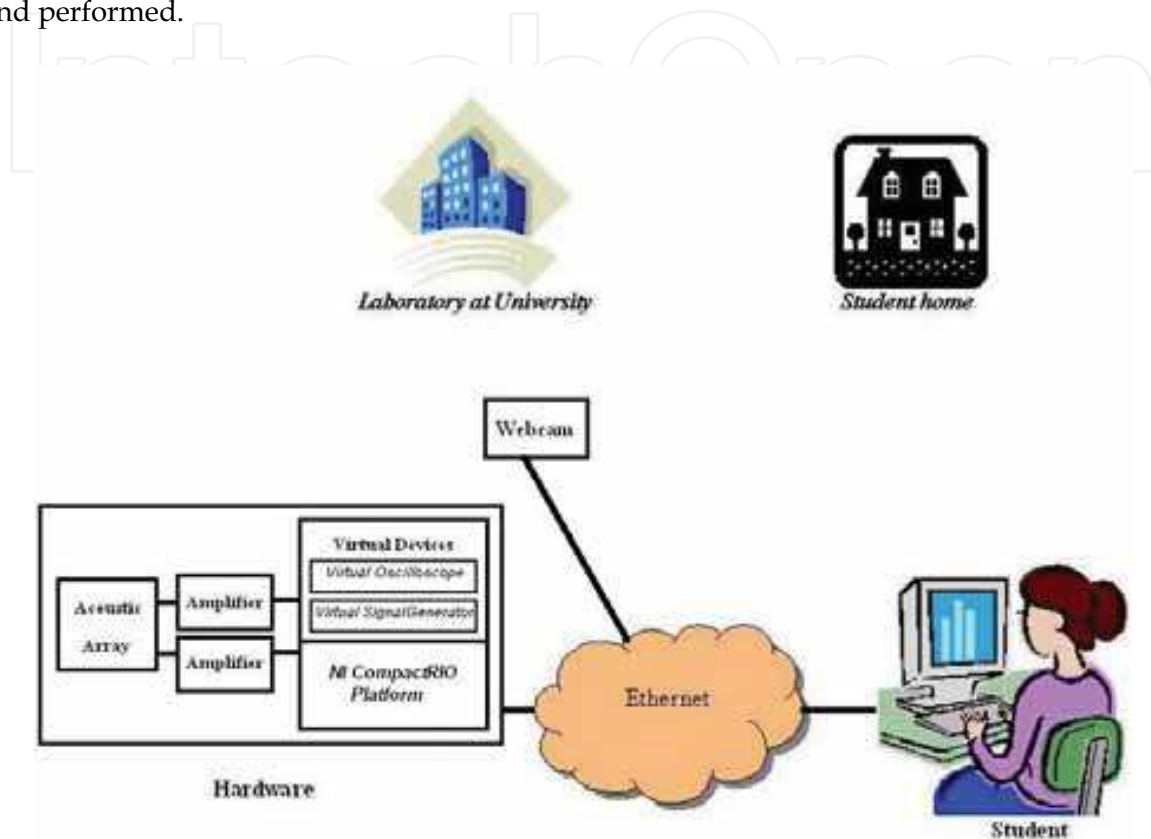 nd performed.
IntechOpen
Laboratory at University
Student home
Webcam
Virtual Devices
Virtual Oscilloscope
Virtual SignalGenerator
Acoustic
Array
Amplifier
Amplifier
NI CompactRIO
Platform
Ethernet
Hardware
Student